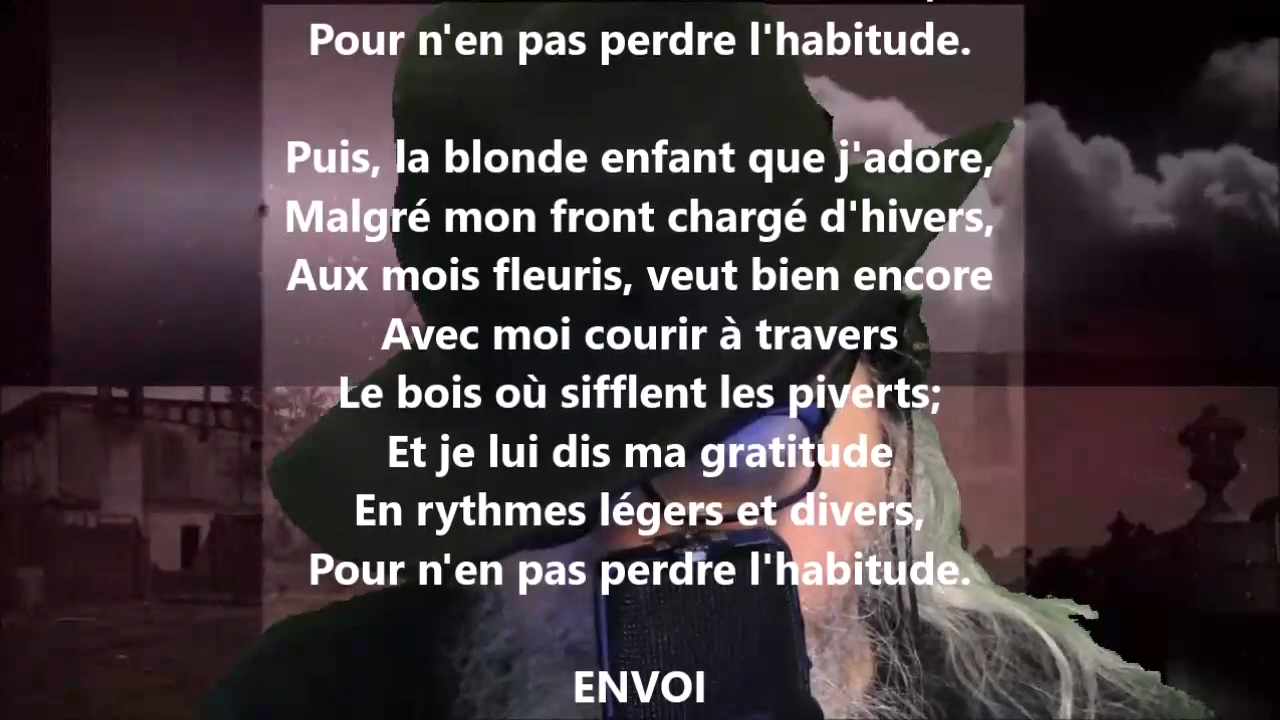 Pour n'en pas perdre l'habitude.
Puis, la blonde enfant que j'adore,
Malgré mon front chargé d'hivers,
Aux mois fleuris, veut bien encore
Avec moi courir à travers
Le bois où sifflent les piverts;
Et je lui dis ma gratitude
En rythmes légers et divers,
Pour n'en pas perdre l'habitude.
ENVOI